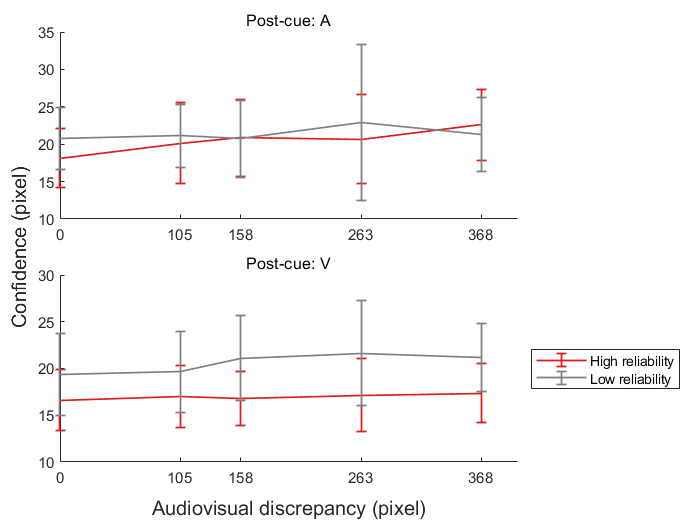 Post-cue: A
35
30
25
20
15
10
0 105 158 263 368
Confidence (pixel)
Post-cue: V
30
25
20
15
10
0 105 158 263 368
Audiovisual discrepancy (pixel)
High reliability
Low reliability